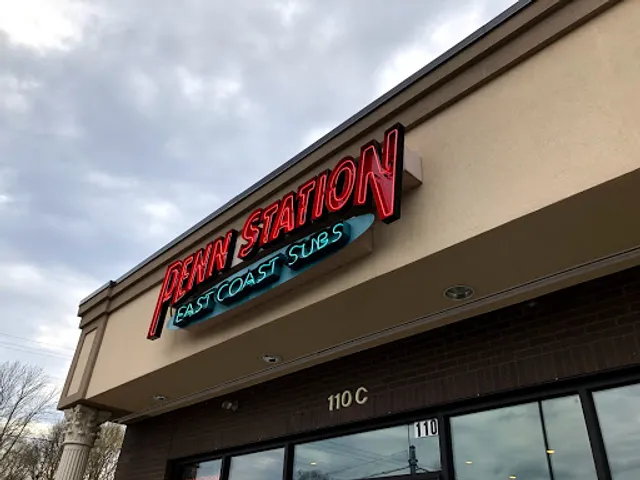 PENN STATION
EAST COAST SUBS
110 C
110